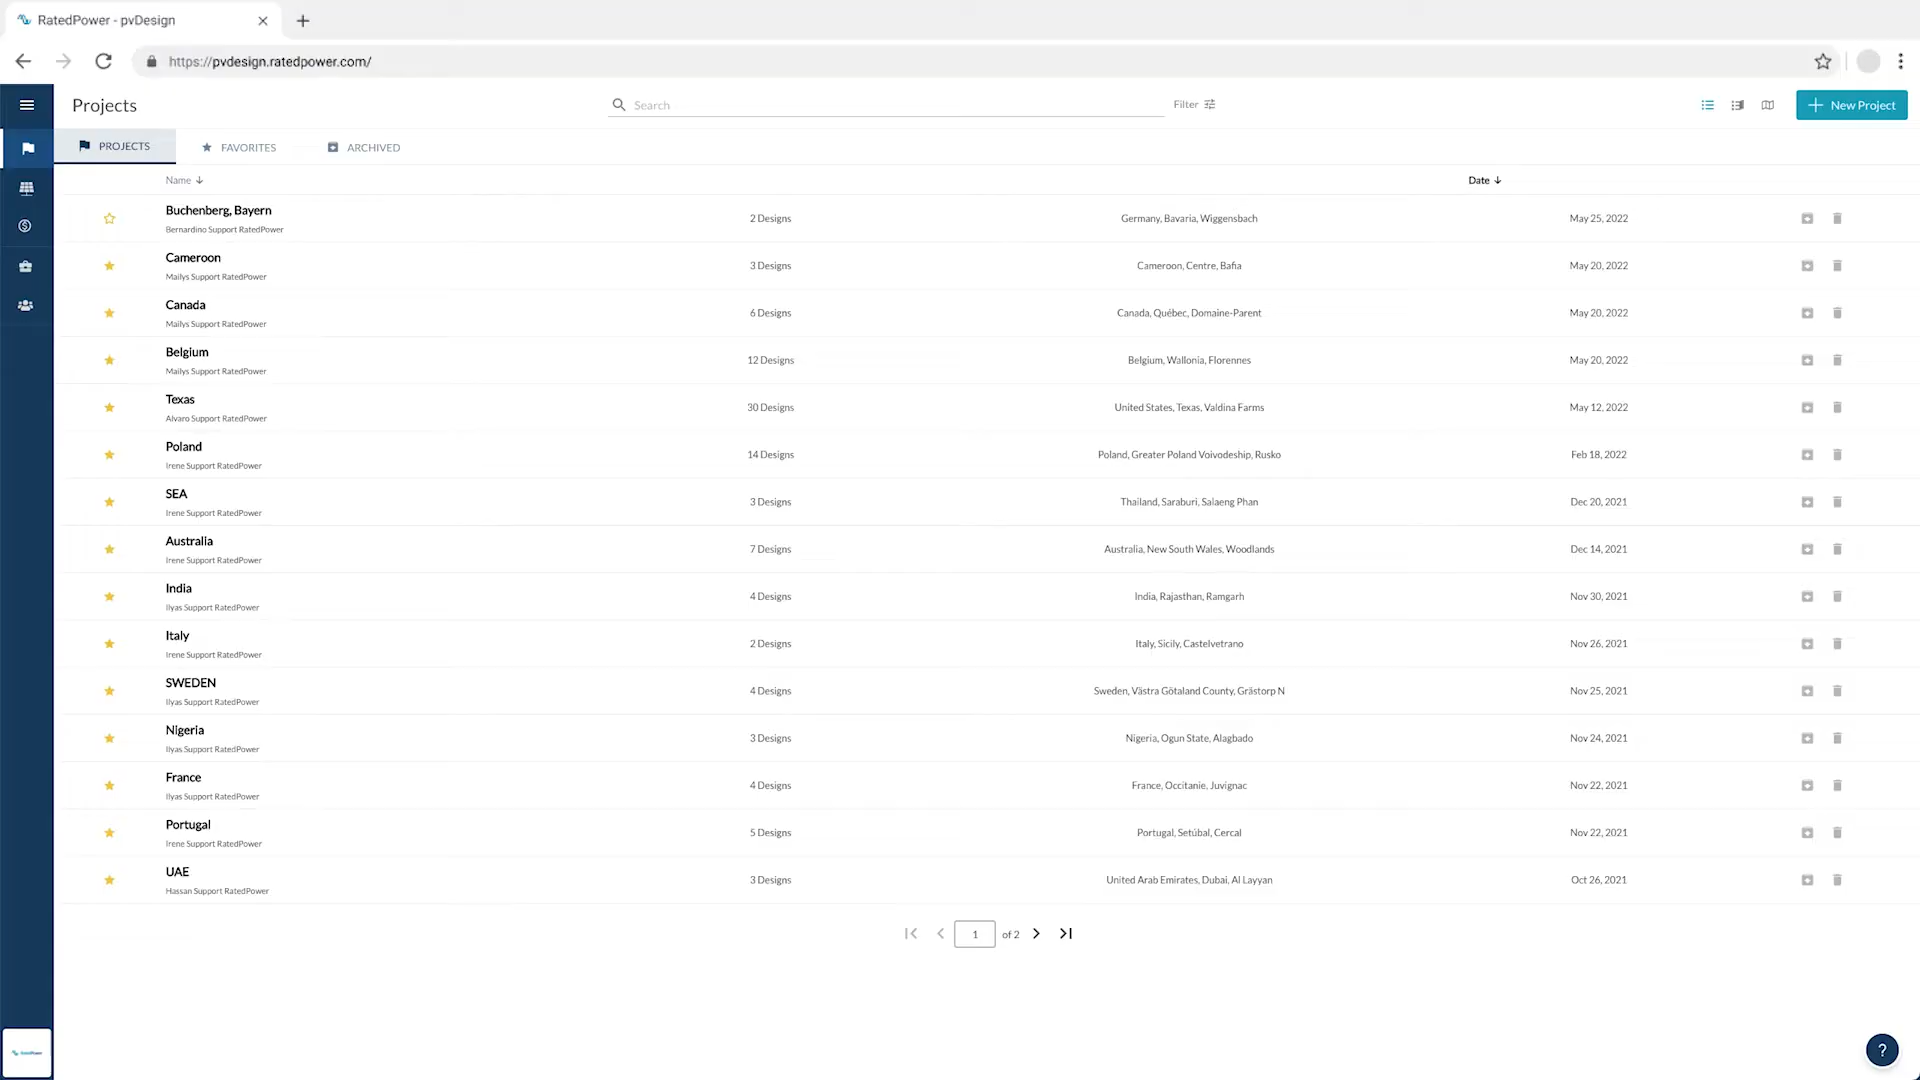 RatedPower - pvDesign
https://pvdesign.ratedpower.com/
Projects
Search
Filter
New Project
PROJECTS
FAVORITES
ARCHIVED
Name
Date
Buchenberg, Bayern
Bernardino Support RatedPower
2 Designs
Germany, Bavaria, Wiggensbach
May 25, 2022
Cameroon
Mailys Support RatedPower
3 Designs
Cameroon, Centre, Bafia
May 20, 2022
Canada
Mailys Support RatedPower
6 Designs
Canada, Québec, Domaine-Parent
May 20, 2022
Belgium
Mailys Support RatedPower
12 Designs
Belgium, Wallonia, Florennes
May 20, 2022
Texas
Alvaro Support RatedPower
30 Designs
United States, Texas, Valdina Farms
May 12, 2022
Poland
Irene Support RatedPower
14 Designs
Poland, Greater Poland Voivodeship, Rusko
Feb 18, 2022
SEA
Irene Support RatedPower
3 Designs
Thailand, Saraburi, Salaeng Phan
Dec 20, 2021
Australia
Irene Support RatedPower
7 Designs
Australia, New South Wales, Woodlands
Dec 14, 2021
India
Ilyas Support RatedPower
4 Designs
India, Rajasthan, Ramgarh
Nov 30, 2021
Italy
Irene Support RatedPower
2 Designs
Italy, Sicily, Castelvetrano
Nov 26, 2021
SWEDEN
Ilyas Support RatedPower
4 Designs
Sweden, Västra Götaland County, Grästorp N
Nov 25, 2021
Nigeria
Ilyas Support RatedPower
3 Designs
Nigeria, Ogun State, Alagbado
Nov 24, 2021
France
Ilyas Support RatedPower
4 Designs
France, Occitanie, Juvignac
Nov 22, 2021
Portugal
Irene Support RatedPower
5 Designs
Portugal, Setúbal, Cercal
Nov 22, 2021
UAE
Hassan Support RatedPower
3 Designs
United Arab Emirates, Dubai, Al Layyan
Oct 26, 2021
1 of 2
RatedPower
?